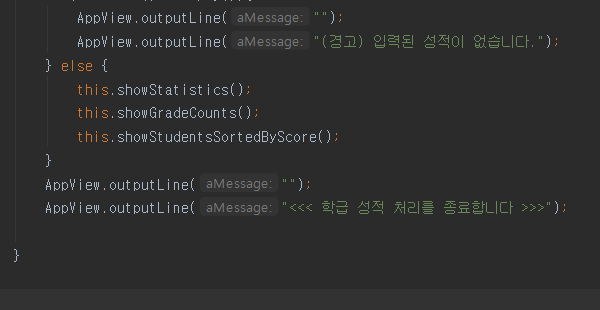 AppView.outputLine( aMessage: "");
AppView.outputLine( aMessage: "(경고) 입력된 성적이 없습니다.");
} else {
this.showStatistics();
this.showGradeCounts();
this.showStudentsSortedByScore();
}
AppView.outputLine( aMessage: "");
AppView.outputLine( aMessage: "<<< 학급 성적 처리를 종료합니다 >>>");
}